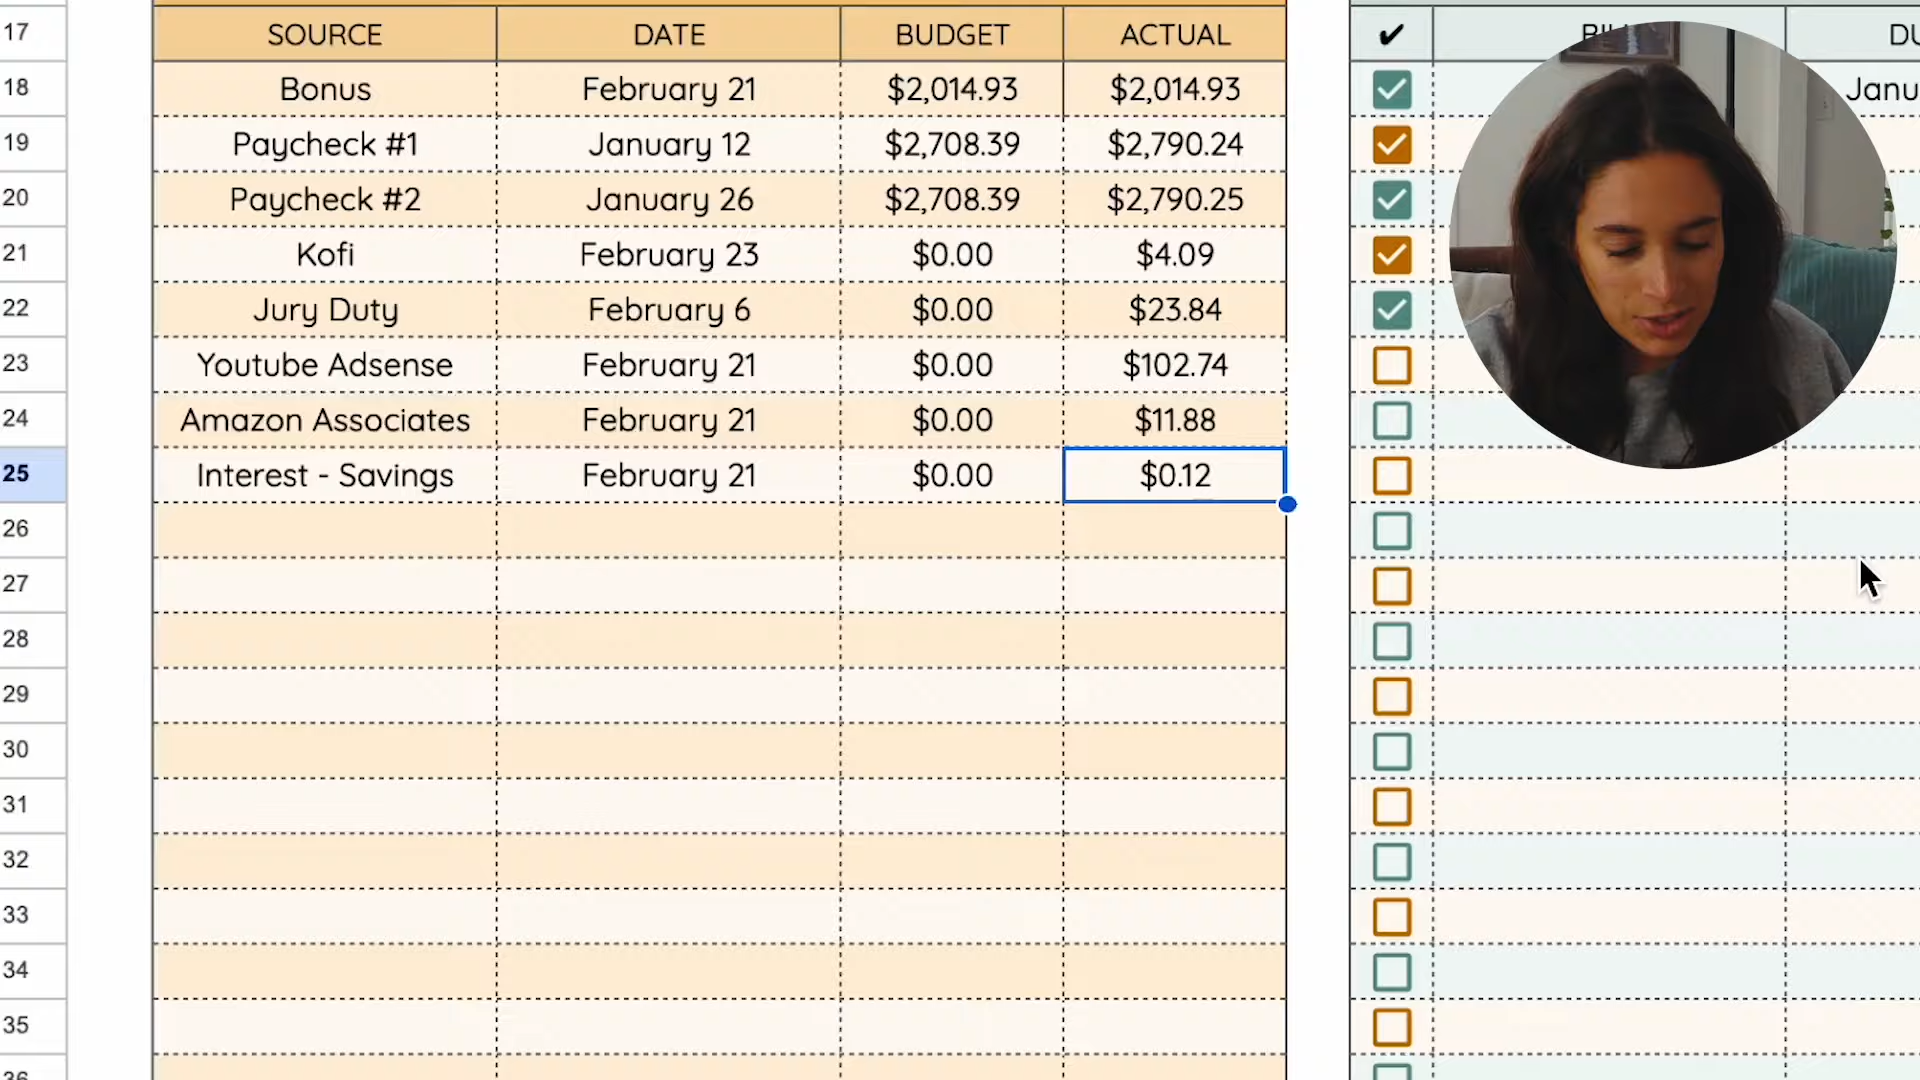 17 SOURCE DATE BUDGET ACTUAL ✔ DU
18 Bonus February 21 $2,014.93 $2,014.93 Janu
19 Paycheck #1 January 12 $2,708.39 $2,790.24
20 Paycheck #2 January 26 $2,708.39 $2,790.25
21 Kofi February 23 $0.00 $4.09
22 Jury Duty February 6 $0.00 $23.84
23 Youtube Adsense February 21 $0.00 $102.74
24 Amazon Associates February 21 $0.00 $11.88
25 Interest - Savings February 21 $0.00 $0.12
26
27
28
29
30
31
32
33
34
35
36